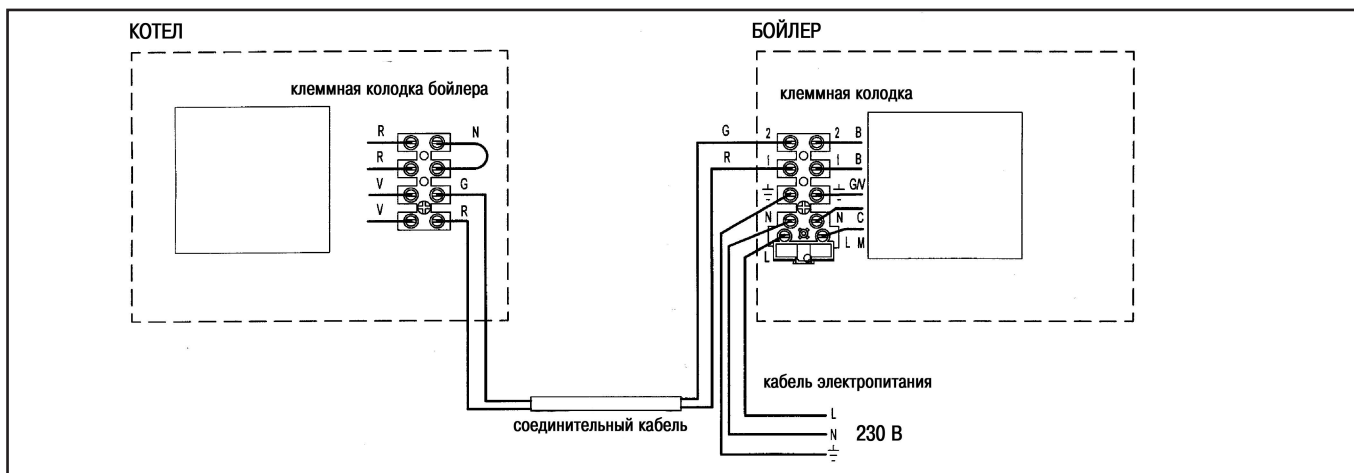 КОТЕЛ
клеммная колодка бойлера
R N
R
V G
V R
БОЙЛЕР
клеммная колодка
G 2 2 B
R 1 1 B
G/V
N N C
L L M
соединительный кабель
кабель электропитания
L
N 230 В